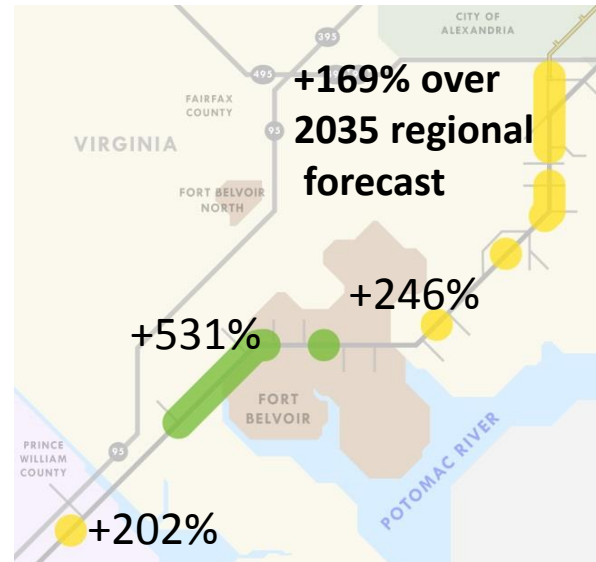 CITY OF
ALEXANDRIA
395
495
+169% over
2035 regional
forecast
FAIRFAX
COUNTY
95
VIRGINIA
FORT BELVOIR
NORTH
+246%
+531%
FORT
BELVOIR
PRINCE
WILLIAM
COUNTY
95
POTOMAC RIVER
+202%